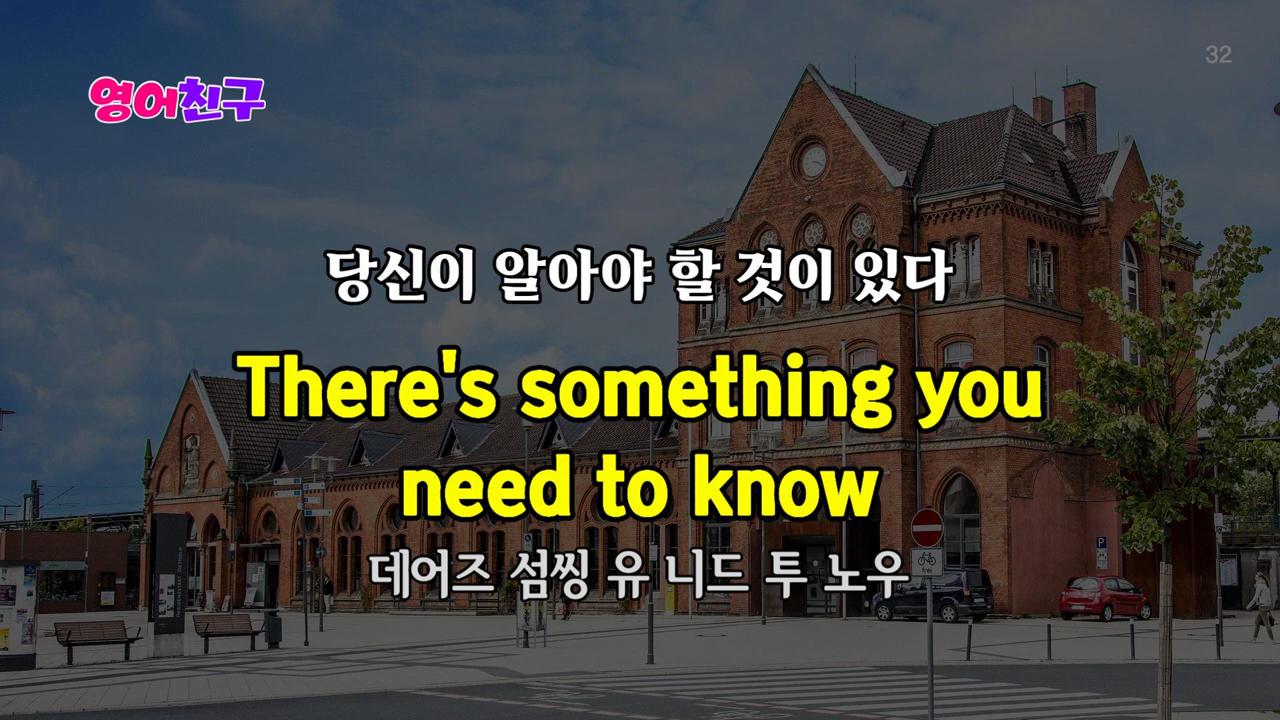 32
영어친구
당신이 알아야 할 것이 있다
There's something you
need to know
데어즈 섬씽 유 니드 투 노우
frei
P